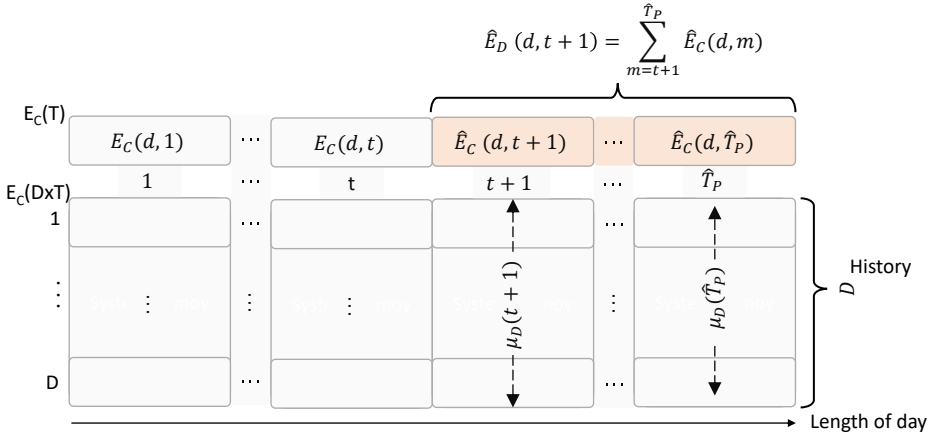 Ê_D (d, t + 1) = ∑_{m=t+1}^{T̂_P} Ê_C(d, m)
E_C(T)
E_C(d, 1) ⋯ E_C(d, t) Ê_C (d, t + 1) ⋯ Ê_C(d, T̂_P)
1 ⋯ t t + 1 ⋯ T̂_P
E_C(DxT)
1 ⋯ ⋯
⋮ ⋮ ⋮ μ_D(t + 1) ⋮ μ_D(T̂_P)
D History
D ⋯ ⋯
Length of day